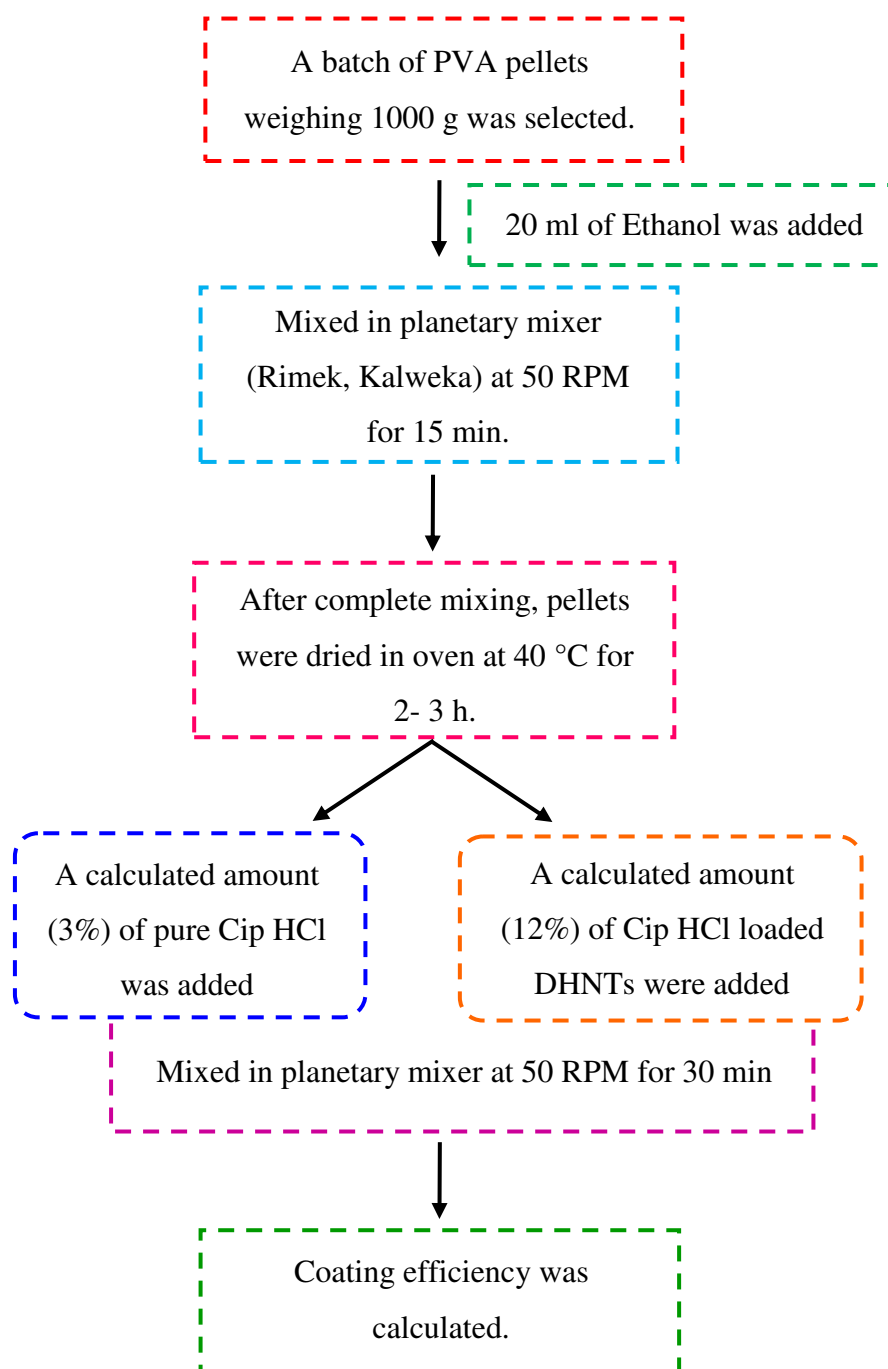 A batch of PVA pellets
weighing 1000 g was selected.
20 ml of Ethanol was added
Mixed in planetary mixer
(Rimek, Kalweka) at 50 RPM
for 15 min.
After complete mixing, pellets
were dried in oven at 40 °C for
2- 3 h.
A calculated amount
(3%) of pure Cip HCl
was added
A calculated amount
(12%) of Cip HCl loaded
DHNTs were added
Mixed in planetary mixer at 50 RPM for 30 min
Coating efficiency was
calculated.